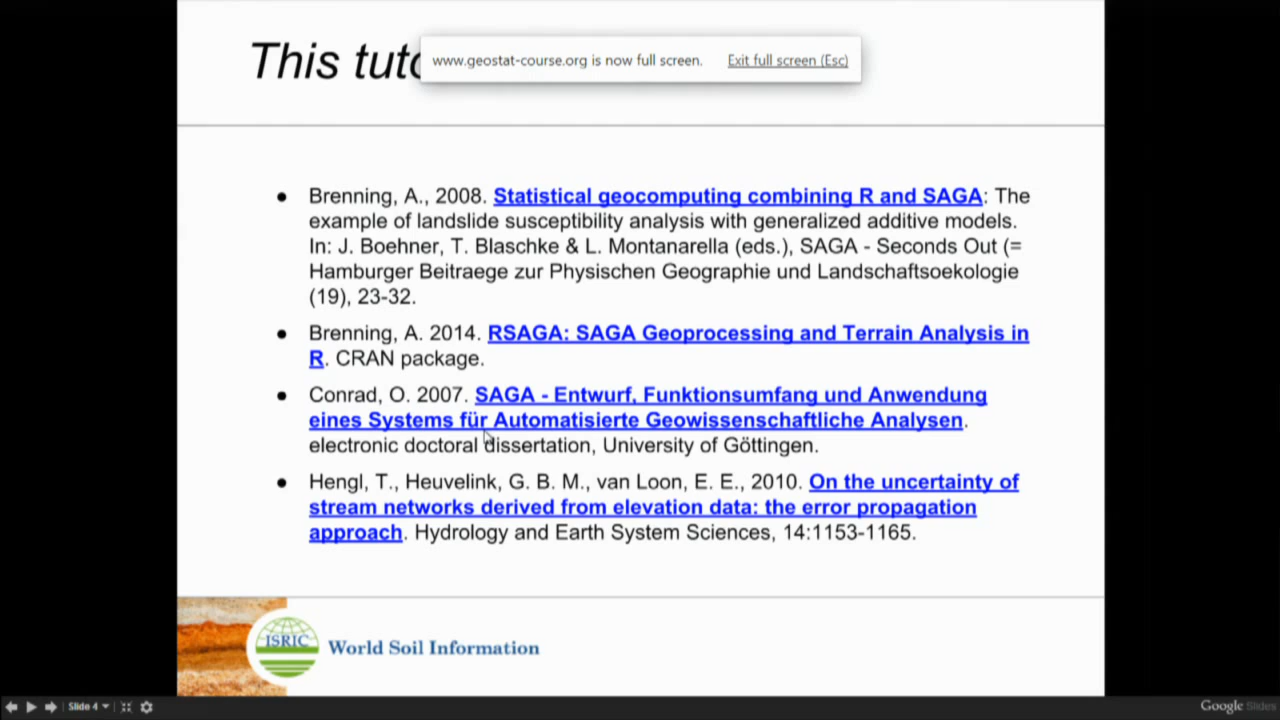 This tuto
www.geostat-course.org is now full screen. Exit full screen (Esc)
● Brenning, A., 2008. Statistical geocomputing combining R and SAGA: The
example of landslide susceptibility analysis with generalized additive models.
In: J. Boehner, T. Blaschke & L. Montanarella (eds.), SAGA - Seconds Out (=
Hamburger Beitraege zur Physischen Geographie und Landschaftsoekologie
(19), 23-32.
● Brenning, A. 2014. RSAGA: SAGA Geoprocessing and Terrain Analysis in
R. CRAN package.
● Conrad, O. 2007. SAGA - Entwurf, Funktionsumfang und Anwendung
eines Systems für Automatisierte Geowissenschaftliche Analysen.
electronic doctoral dissertation, University of Göttingen.
● Hengl, T., Heuvelink, G. B. M., van Loon, E. E., 2010. On the uncertainty of
stream networks derived from elevation data: the error propagation
approach. Hydrology and Earth System Sciences, 14:1153-1165.
ISRIC World Soil Information
Slide 4
Google Slides